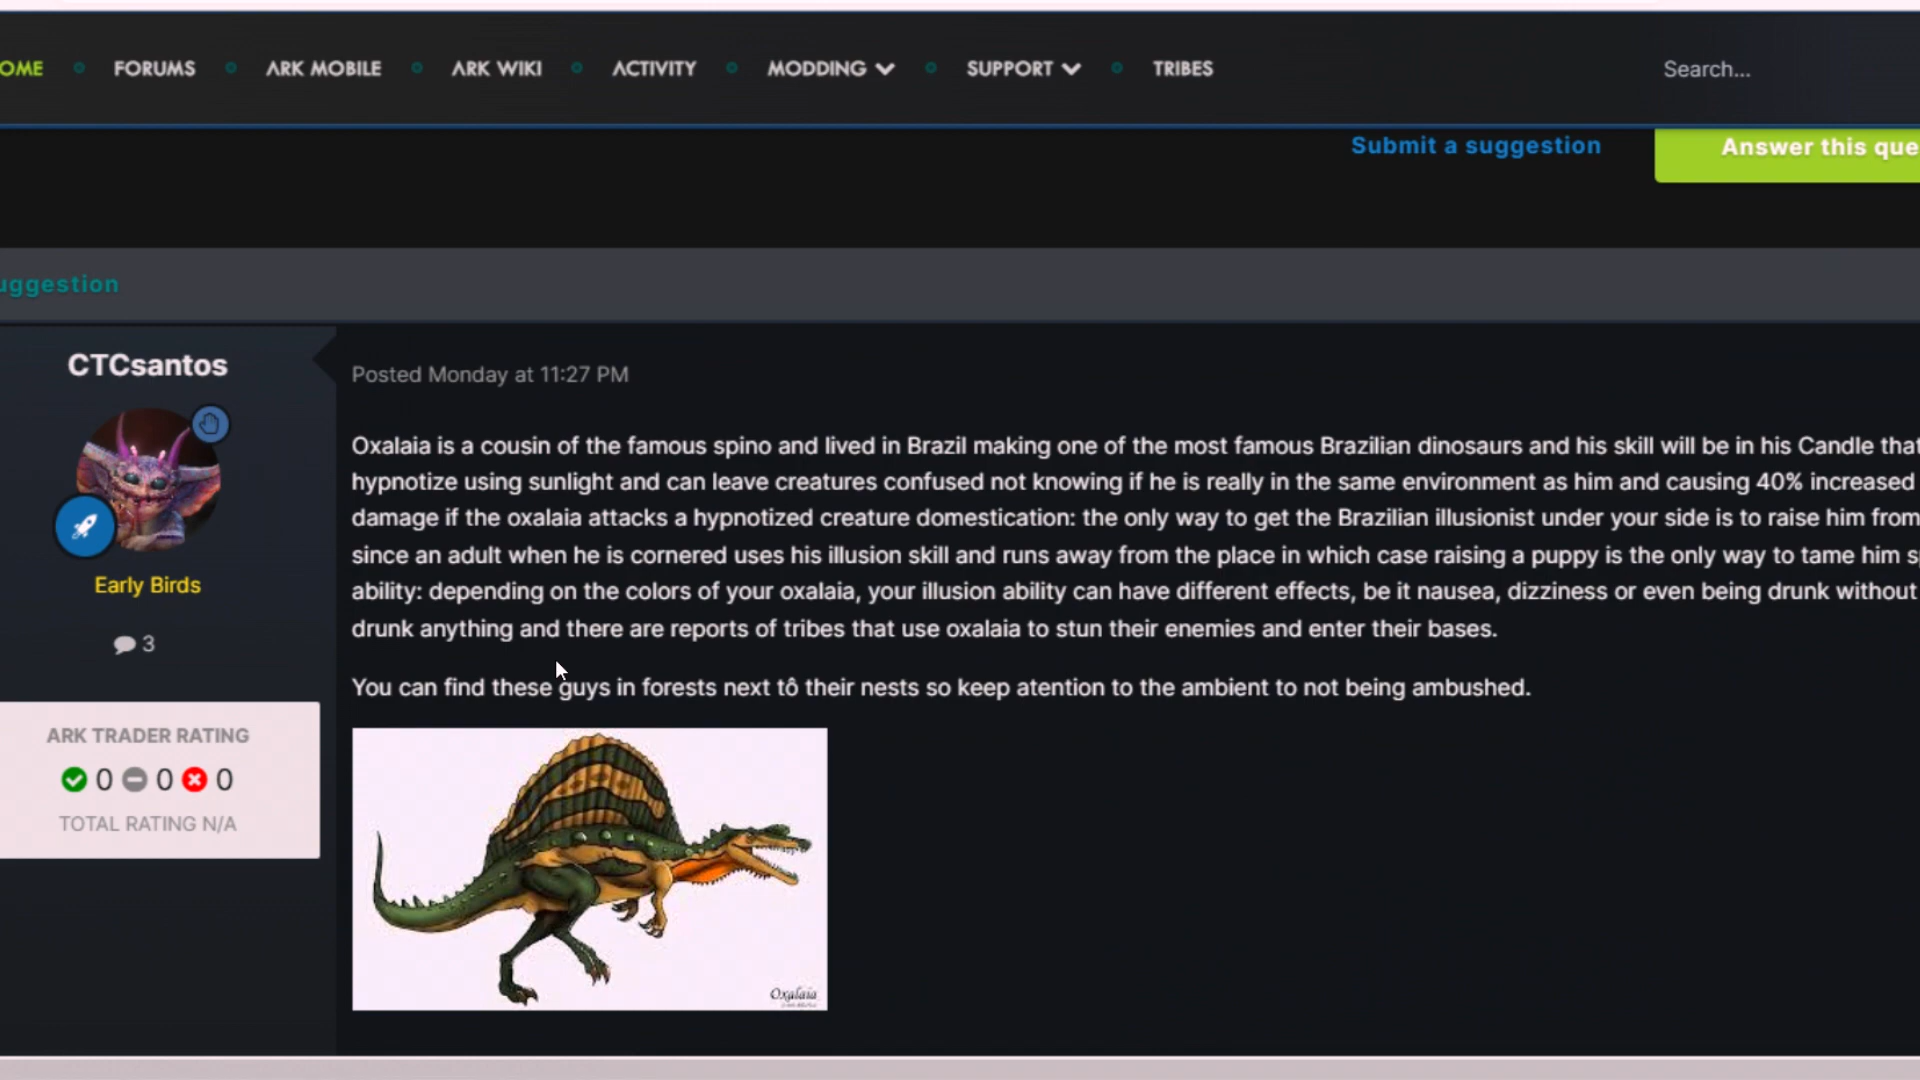 OME FORUMS ARK MOBILE ARK WIKI ACTIVITY MODDING SUPPORT TRIBES Search...
Submit a suggestion Answer this que
uggestion
CTCsantos
Posted Monday at 11:27 PM
Oxalaia is a cousin of the famous spino and lived in Brazil making one of the most famous Brazilian dinosaurs and his skill will be in his Candle that
hypnotize using sunlight and can leave creatures confused not knowing if he is really in the same environment as him and causing 40% increased
damage if the oxalaia attacks a hypnotized creature domestication: the only way to get the Brazilian illusionist under your side is to raise him from
since an adult when he is cornered uses his illusion skill and runs away from the place in which case raising a puppy is the only way to tame him s
ability: depending on the colors of your oxalaia, your illusion ability can have different effects, be it nausea, dizziness or even being drunk without
drunk anything and there are reports of tribes that use oxalaia to stun their enemies and enter their bases.
You can find these guys in forests next tô their nests so keep atention to the ambient to not being ambushed.
Early Birds
3
ARK TRADER RATING
0 0 0
TOTAL RATING N/A
Oxalaia